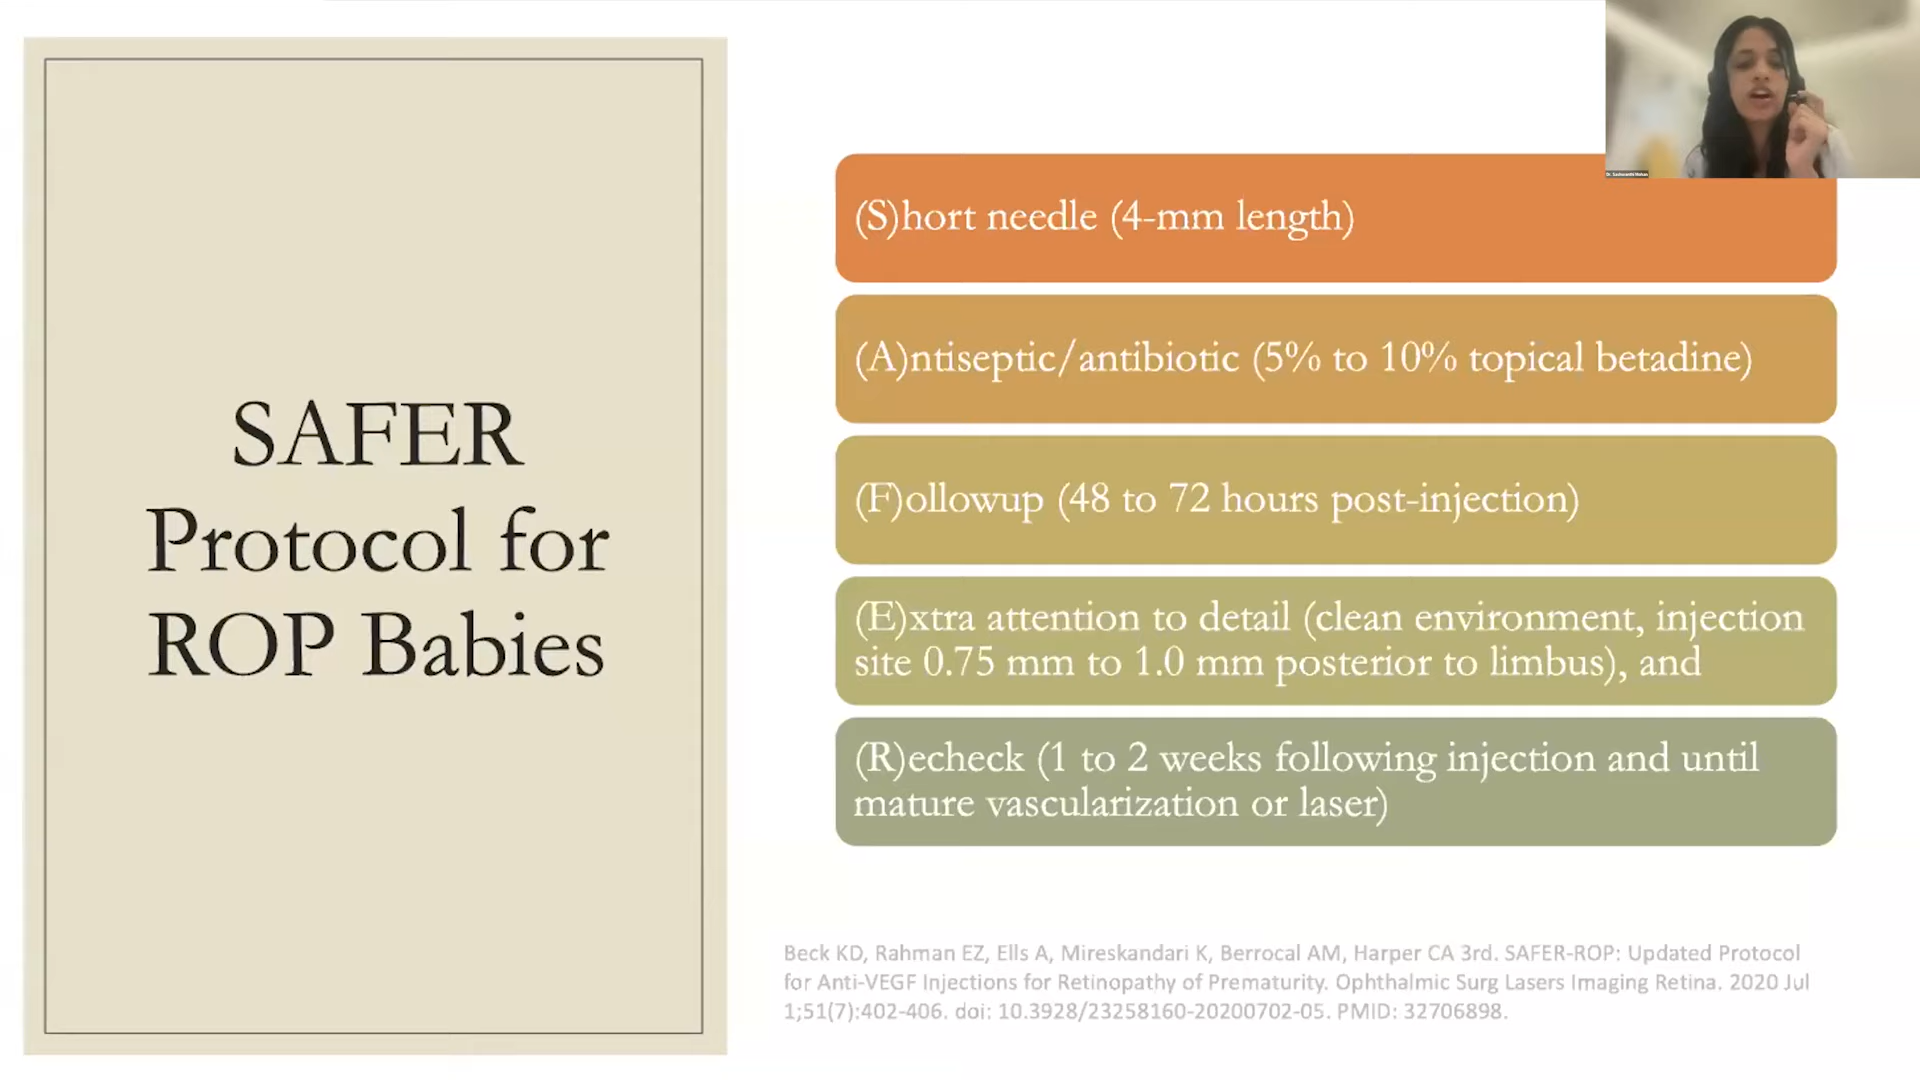 SAFER
Protocol for
ROP Babies
(S)hort needle (4-mm length)
(A)ntiseptic/antibiotic (5% to 10% topical betadine)
(F)ollowup (48 to 72 hours post-injection)
(E)xtra attention to detail (clean environment, injection
site 0.75 mm to 1.0 mm posterior to limbus), and
(R)echeck (1 to 2 weeks following injection and until
mature vascularization or laser)
Beck KD, Rahman EZ, Ells A, Mireskandari K, Berrocal AM, Harper CA 3rd. SAFER-ROP: Updated Protocol
for Anti-VEGF Injections for Retinopathy of Prematurity. Ophthalmic Surg Lasers Imaging Retina. 2020 Jul
1;51(7):402-406. doi: 10.3928/23258160-20200702-05. PMID: 32706898.